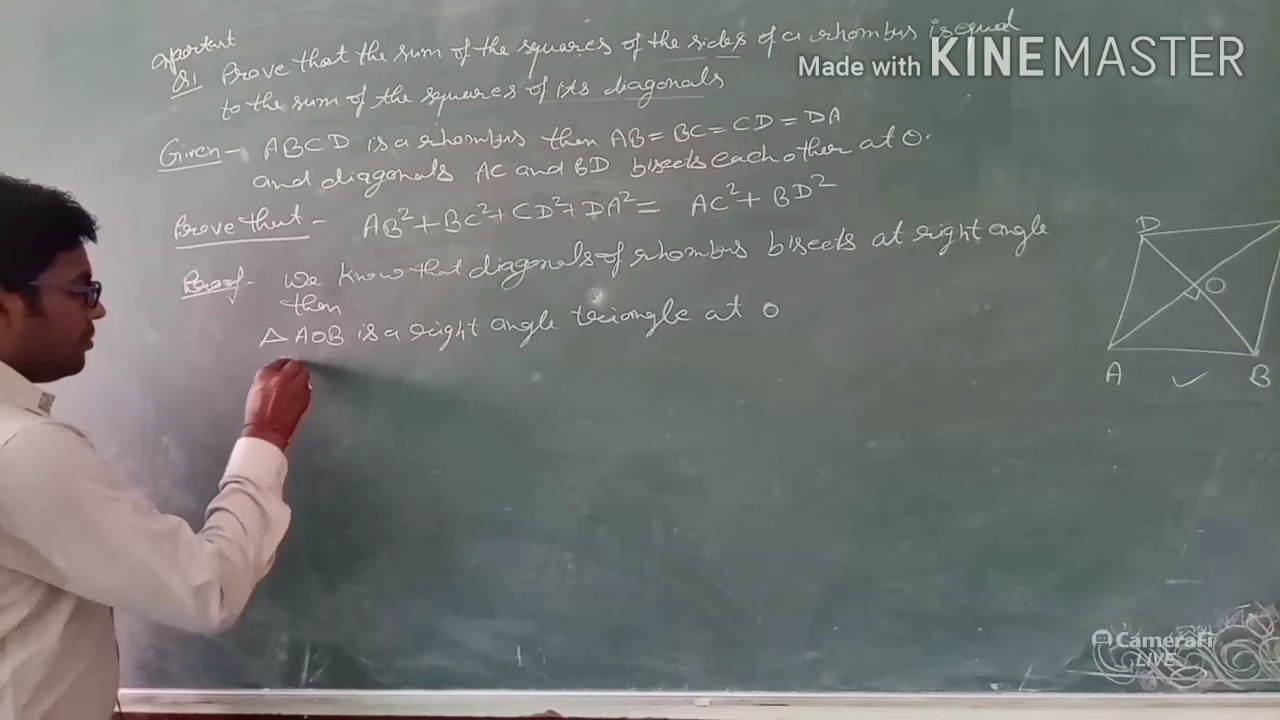 Important
Q1 Prove that the sum of the squares of the sides of a rhombus is equal
to the sum of the squares of its diagonals
Given - ABCD is a rhombus then AB = BC = CD = DA
and diagonals AC and BD bisects each other at O.
Prove that - AB² + BC² + CD² + DA² = AC² + BD²
Proof - We know that diagonals of rhombus bisects at right angle
then
△ AOB is a right angle triangle at O
D
O
A
B
Made with KINEMASTER
CameraFi
LIVE